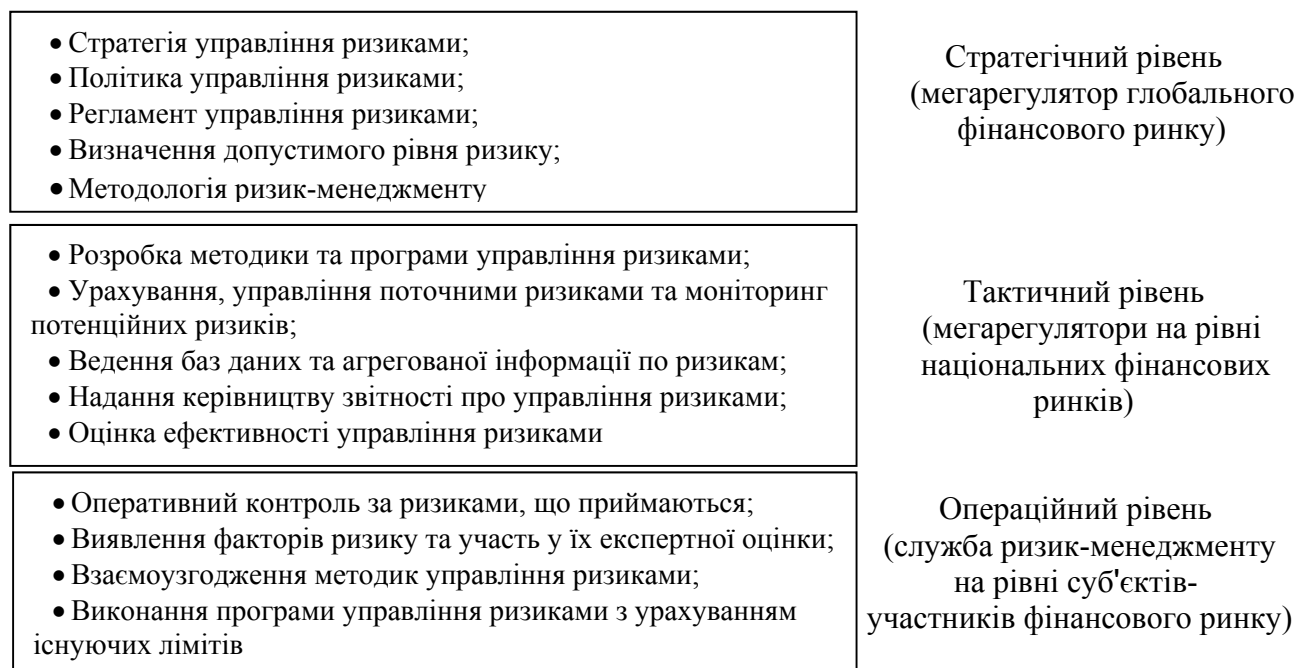 • Стратегія управління ризиками;
• Політика управління ризиками;
• Регламент управління ризиками;
• Визначення допустимого рівня ризику;
• Методологія ризик-менеджменту
Стратегічний рівень
(мегарегулятор глобального
фінансового ринку)
• Розробка методики та програми управління ризиками;
• Урахування, управління поточними ризиками та моніторинг
потенційних ризиків;
• Ведення баз даних та агрегованої інформації по ризикам;
• Надання керівництву звітності про управління ризиками;
• Оцінка ефективності управління ризиками
Тактичний рівень
(мегарегулятори на рівні
національних фінансових
ринків)
• Оперативний контроль за ризиками, що приймаються;
• Виявлення факторів ризику та участь у їх експертної оцінки;
• Взаємоузгодження методик управління ризиками;
• Виконання програми управління ризиками з урахуванням
існуючих лімітів
Операційний рівень
(служба ризик-менеджменту
на рівні суб'єктів-
учасників фінансового ринку)